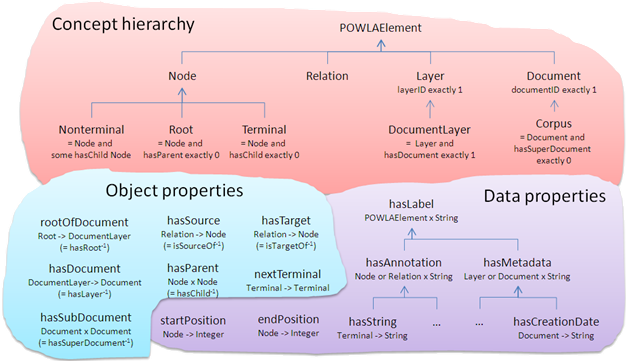 Concept hierarchy
POWLAElement
Node
Relation
Layer
layerID exactly 1
Document
documentID exactly 1
Nonterminal
= Node and
some hasChild Node
Root
= Node and
hasParent exactly 0
Terminal
= Node and
hasChild exactly 0
DocumentLayer
= Layer and
hasDocument exactly 1
Corpus
= Document and
hasSuperDocument
exactly 0
Object properties
rootOfDocument
Root -> DocumentLayer
(= hasRoot⁻¹)
hasSource
Relation -> Node
(= isSourceOf⁻¹)
hasTarget
Relation -> Node
(= isTargetOf⁻¹)
hasDocument
DocumentLayer-> Document
(= hasLayer⁻¹)
hasParent
Node x Node
(= hasChild⁻¹)
nextTerminal
Terminal -> Terminal
hasSubDocument
Document x Document
(= hasSuperDocument⁻¹)
Data properties
hasLabel
POWLAElement x String
hasAnnotation
Node or Relation x String
hasMetadata
Layer or Document x String
startPosition
Node -> Integer
endPosition
Node -> Integer
hasString
Terminal -> String
...
...
hasCreationDate
Document -> String